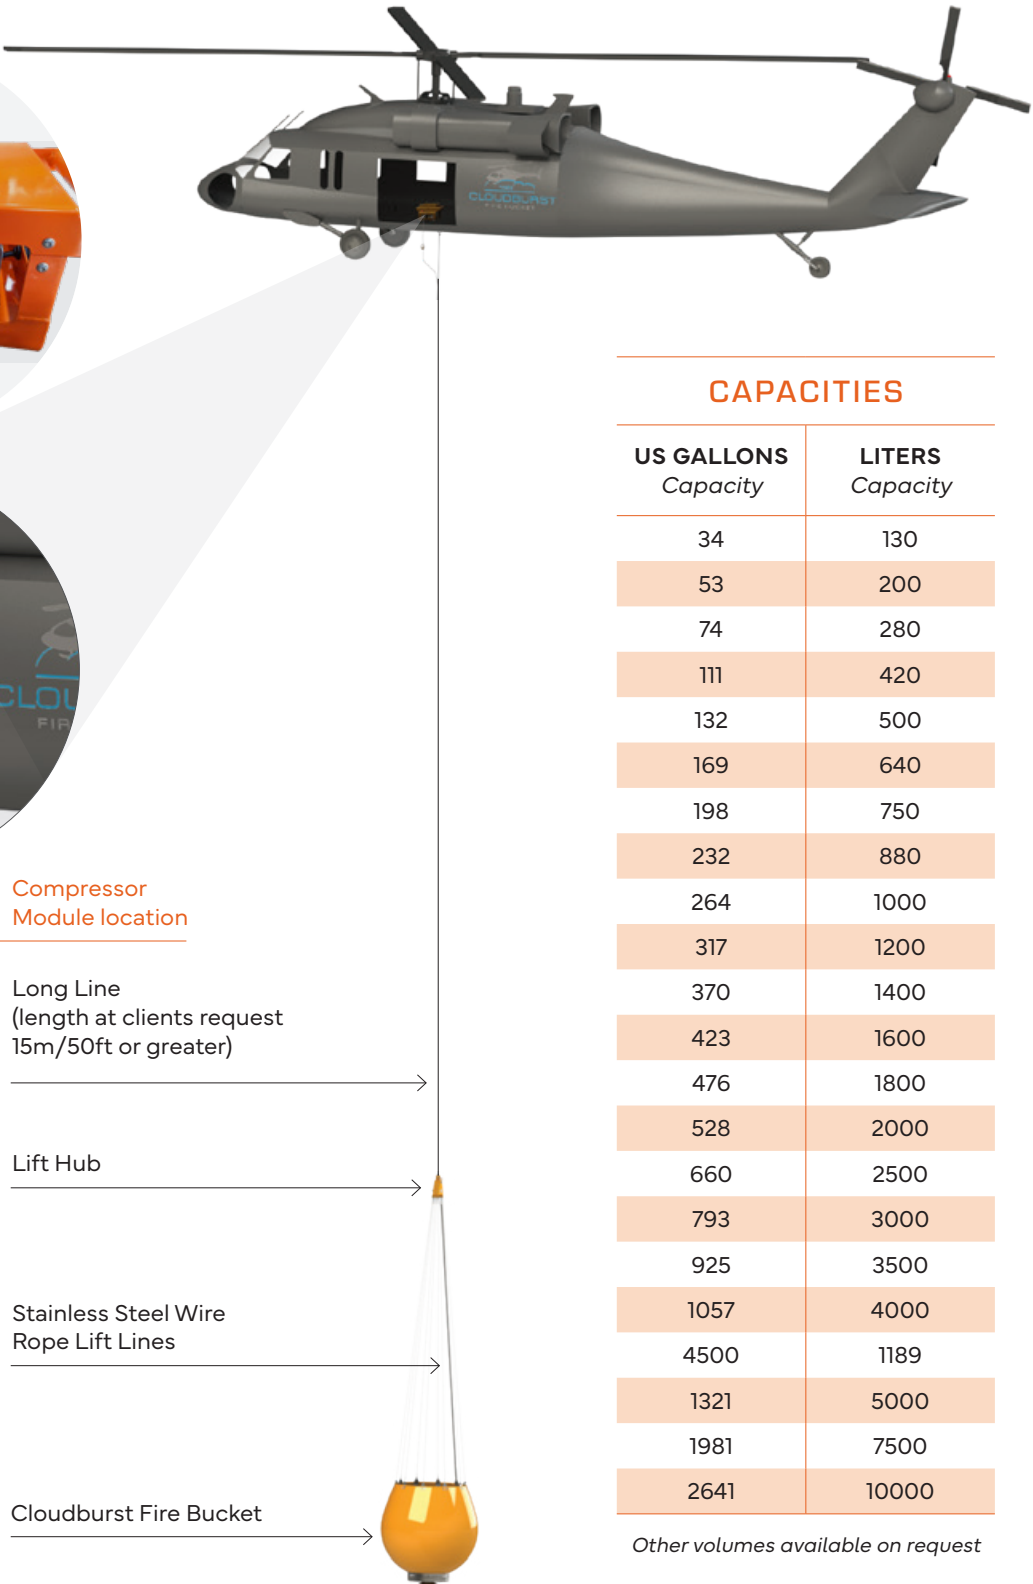 CLOUDBURST
FIRE BUCKET
CLOU
FIR
Compressor
Module location
Long Line
(length at clients request
15m/50ft or greater)
Lift Hub
Stainless Steel Wire
Rope Lift Lines
Cloudburst Fire Bucket
CAPACITIES
US GALLONS LITERS
Capacity Capacity
34 130
53 200
74 280
111 420
132 500
169 640
198 750
232 880
264 1000
317 1200
370 1400
423 1600
476 1800
528 2000
660 2500
793 3000
925 3500
1057 4000
4500 1189
1321 5000
1981 7500
2641 10000
Other volumes available on request